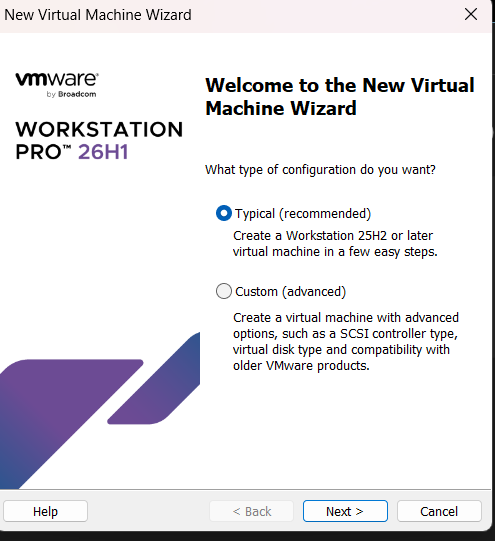 New Virtual Machine Wizard
vmware®
by Broadcom
WORKSTATION
PRO™ 26H1
Welcome to the New Virtual
Machine Wizard
What type of configuration do you want?
Typical (recommended)
Create a Workstation 25H2 or later
virtual machine in a few easy steps.
Custom (advanced)
Create a virtual machine with advanced
options, such as a SCSI controller type,
virtual disk type and compatibility with
older VMware products.
Help
< Back
Next >
Cancel